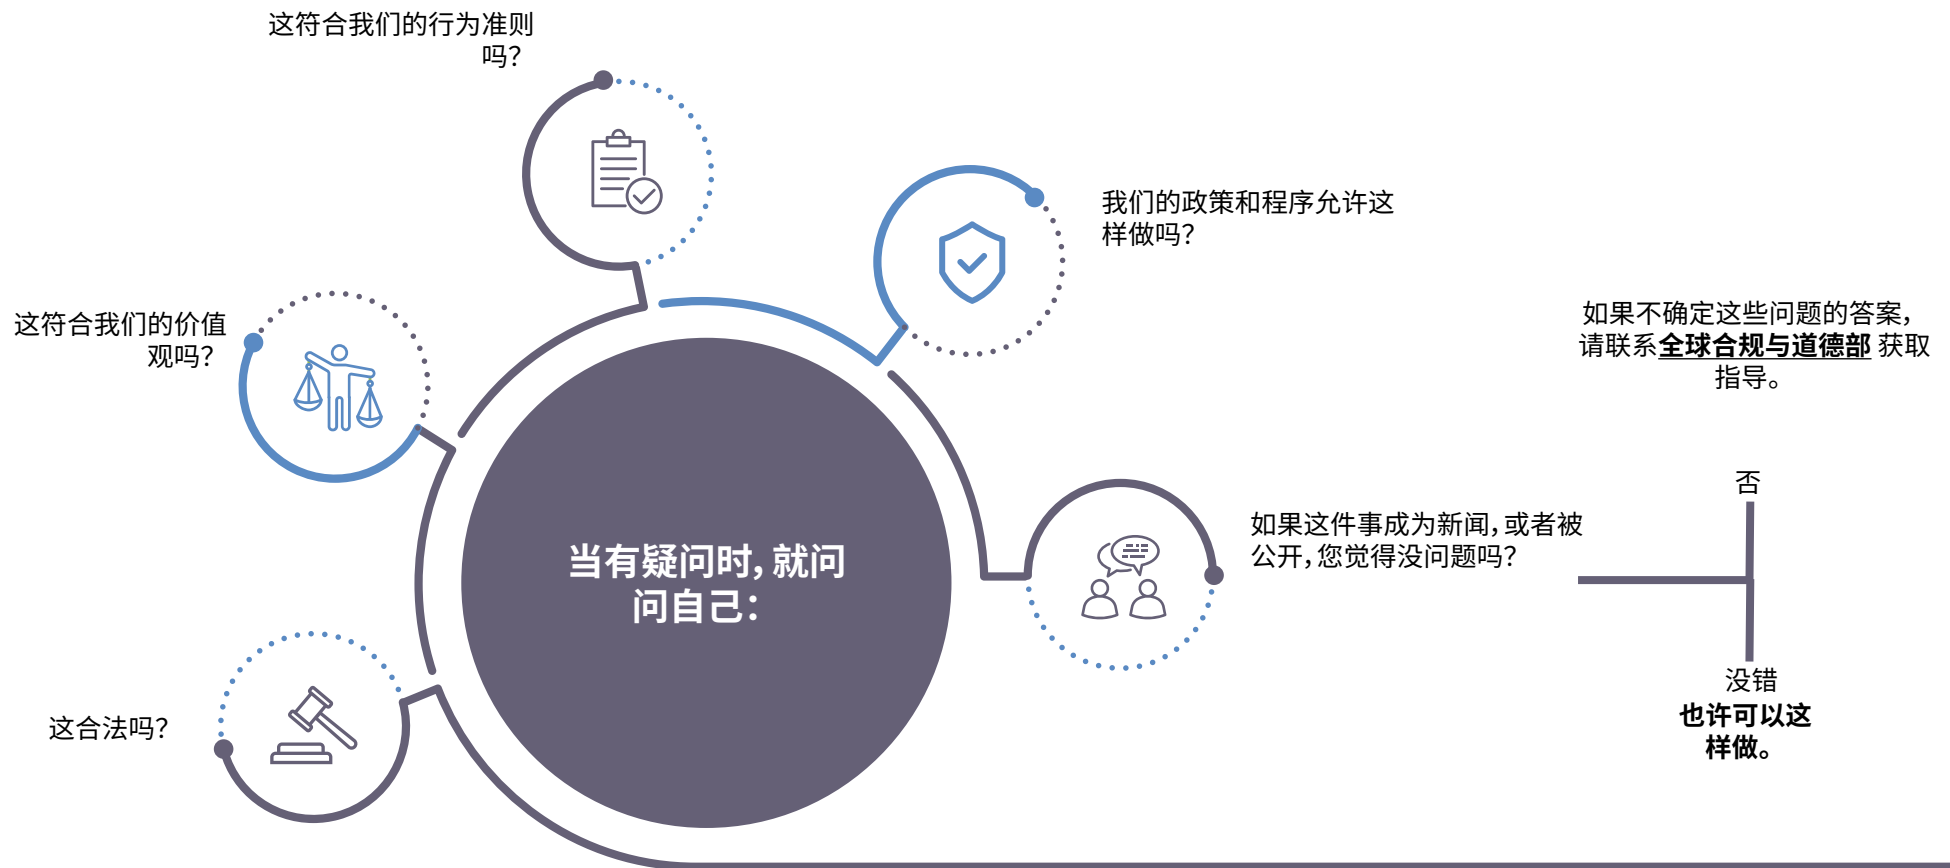 这符合我们的行为准则
吗？
我们的政策和程序允许这
样做吗？
这符合我们的价值
观吗？
如果不确定这些问题的答案，
请联系全球合规与道德部 获取
指导。
否
如果这件事成为新闻，或者被
公开，您觉得没问题吗？
当有疑问时，就问
问自己：
这合法吗？
没错
也许可以这
样做。